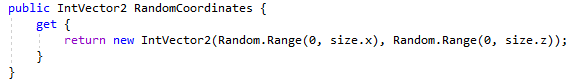 public IntVector2 RandomCoordinates {
    get {
        return new IntVector2(Random.Range(0, size.x), Random.Range(0, size.z));
    }
}